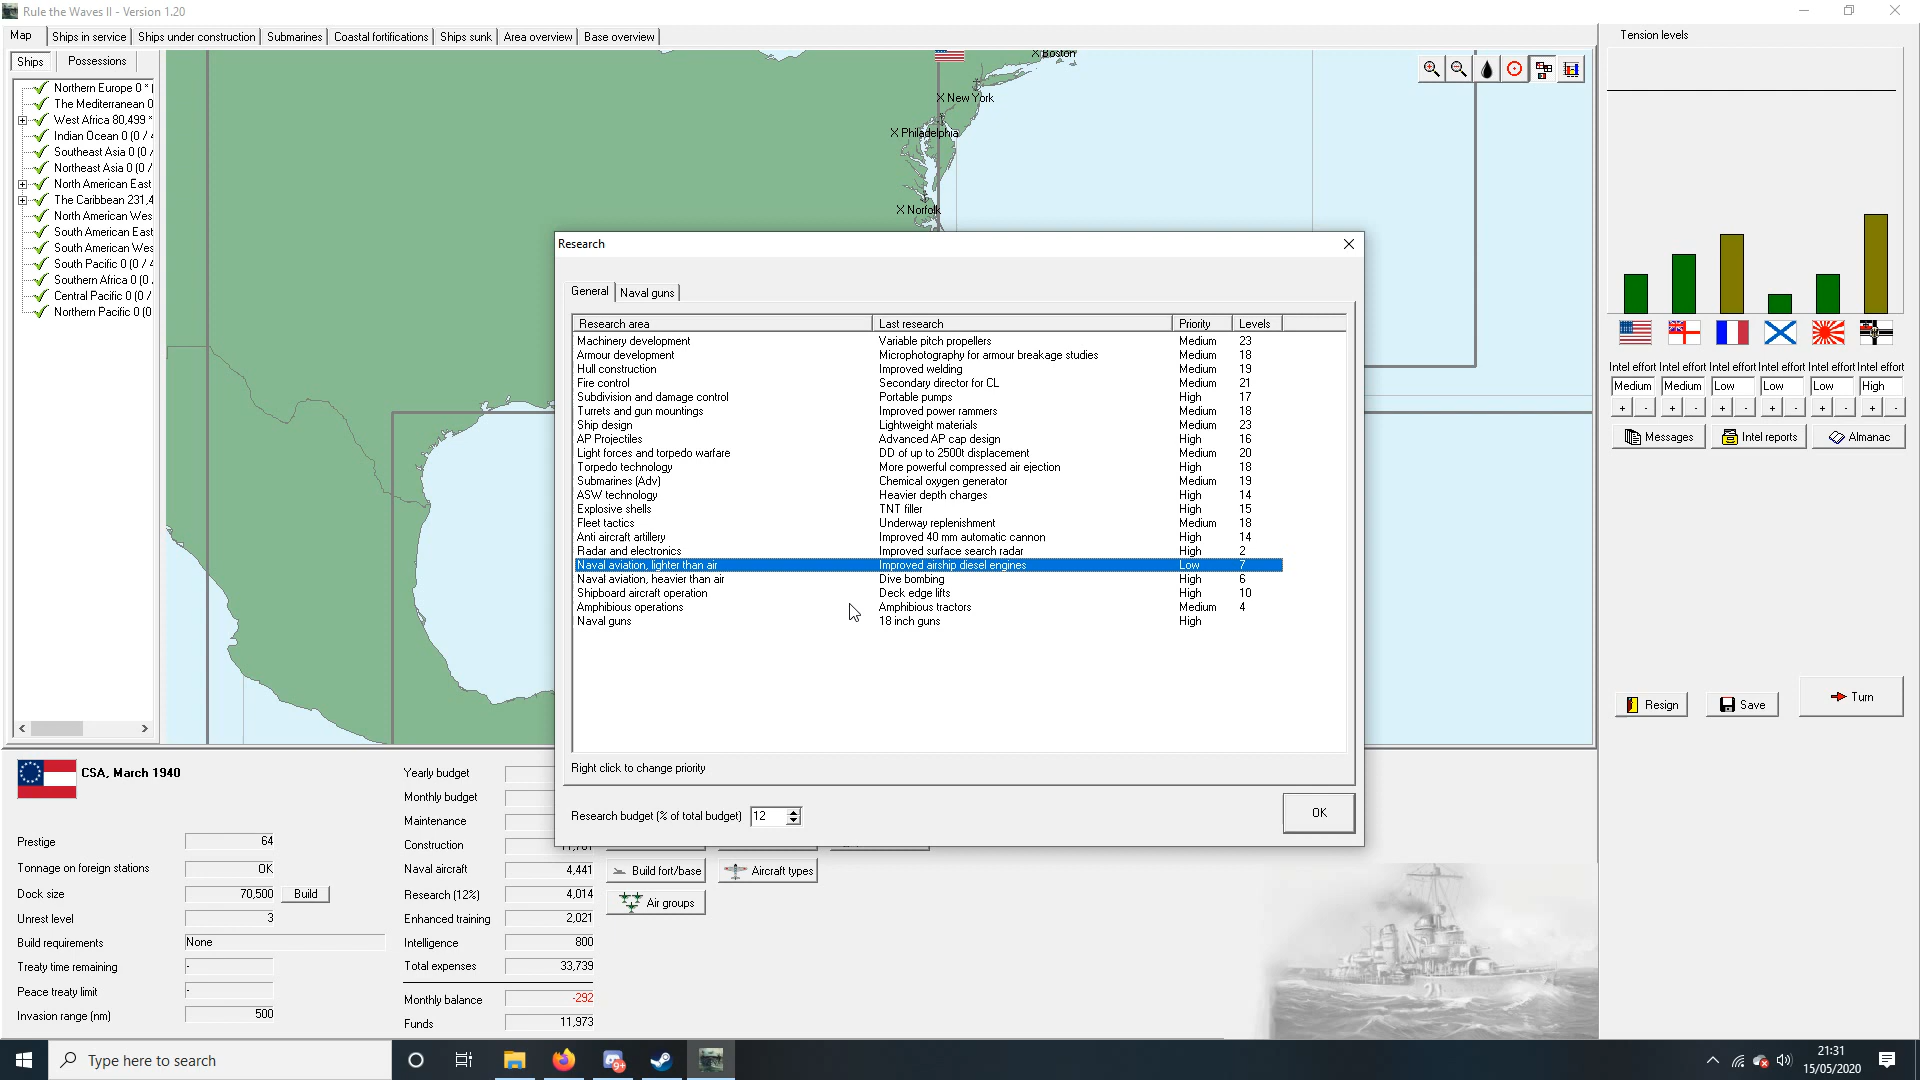 Rule the Waves II - Version 1.20
Map
Ships in service
Ships under construction
Submarines
Coastal fortifications
Ships sunk
Area overview
Base overview
Tension levels
Ships
Possessions
Northern Europe 0 * (
The Mediterranean 0
West Africa 80,499 *
Indian Ocean 0 (0 / 4
Southeast Asia 0 (0 /
Northeast Asia 0 (0 /
North American East
The Caribbean 231,4
North American Wes
South American East
South American Wes
South Pacific 0 (0 / 4
Southern Africa 0 (0
Central Pacific 0 (0 /
Northern Pacific 0 (0
X Boston
X New York
X Philadelphia
X Norfolk
Research
General
Naval guns
Research area Last research Priority Levels
Machinery development Variable pitch propellers Medium 23
Armour development Microphotography for armour breakage studies Medium 18
Hull construction Improved welding Medium 19
Fire control Secondary director for CL Medium 21
Subdivision and damage control Portable pumps High 17
Turrets and gun mountings Improved power rammers Medium 18
Ship design Lightweight materials Medium 23
AP Projectiles Advanced AP cap design High 16
Light forces and torpedo warfare DD of up to 2500t displacement Medium 20
Torpedo technology More powerful compressed air ejection High 18
Submarines (Adv) Chemical oxygen generator Medium 19
ASW technology Heavier depth charges High 14
Explosive shells TNT filler High 15
Fleet tactics Underway replenishment Medium 18
Anti aircraft artillery Improved 40 mm automatic cannon High 14
Radar and electronics Improved surface search radar High 2
Naval aviation, lighter than air Improved airship diesel engines Low 7
Naval aviation, heavier than air Dive bombing High 6
Shipboard aircraft operation Deck edge lifts High 10
Amphibious operations Amphibious tractors Medium 4
Naval guns 18 inch guns High
Right click to change priority
Research budget (% of total budget) 12
OK
Intel effort Intel effort Intel effort Intel effort Intel effort Intel effort
Medium Medium Low Low Low High
+ - + - + - + - + - + -
Messages
Intel reports
Almanac
Resign
Save
Turn
CSA, March 1940
Prestige 64
Tonnage on foreign stations OK
Dock size 70,500 Build
Unrest level 3
Build requirements None
Treaty time remaining -
Peace treaty limit -
Invasion range (nm) 500
Yearly budget
Monthly budget
Maintenance
Construction
Naval aircraft 4,441
Research (12%) 4,014
Enhanced training 2,021
Intelligence 800
Total expenses 33,739
Monthly balance -292
Funds 11,973
Build fort/base
Aircraft types
Air groups
Type here to search
9+
21:31
15/05/2020